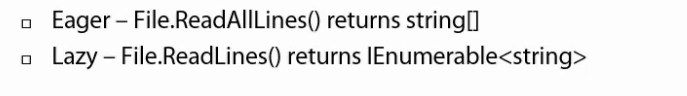 ▫ Eager – File.ReadAllLines() returns string[]
▫ Lazy – File.ReadLines() returns IEnumerable<string>